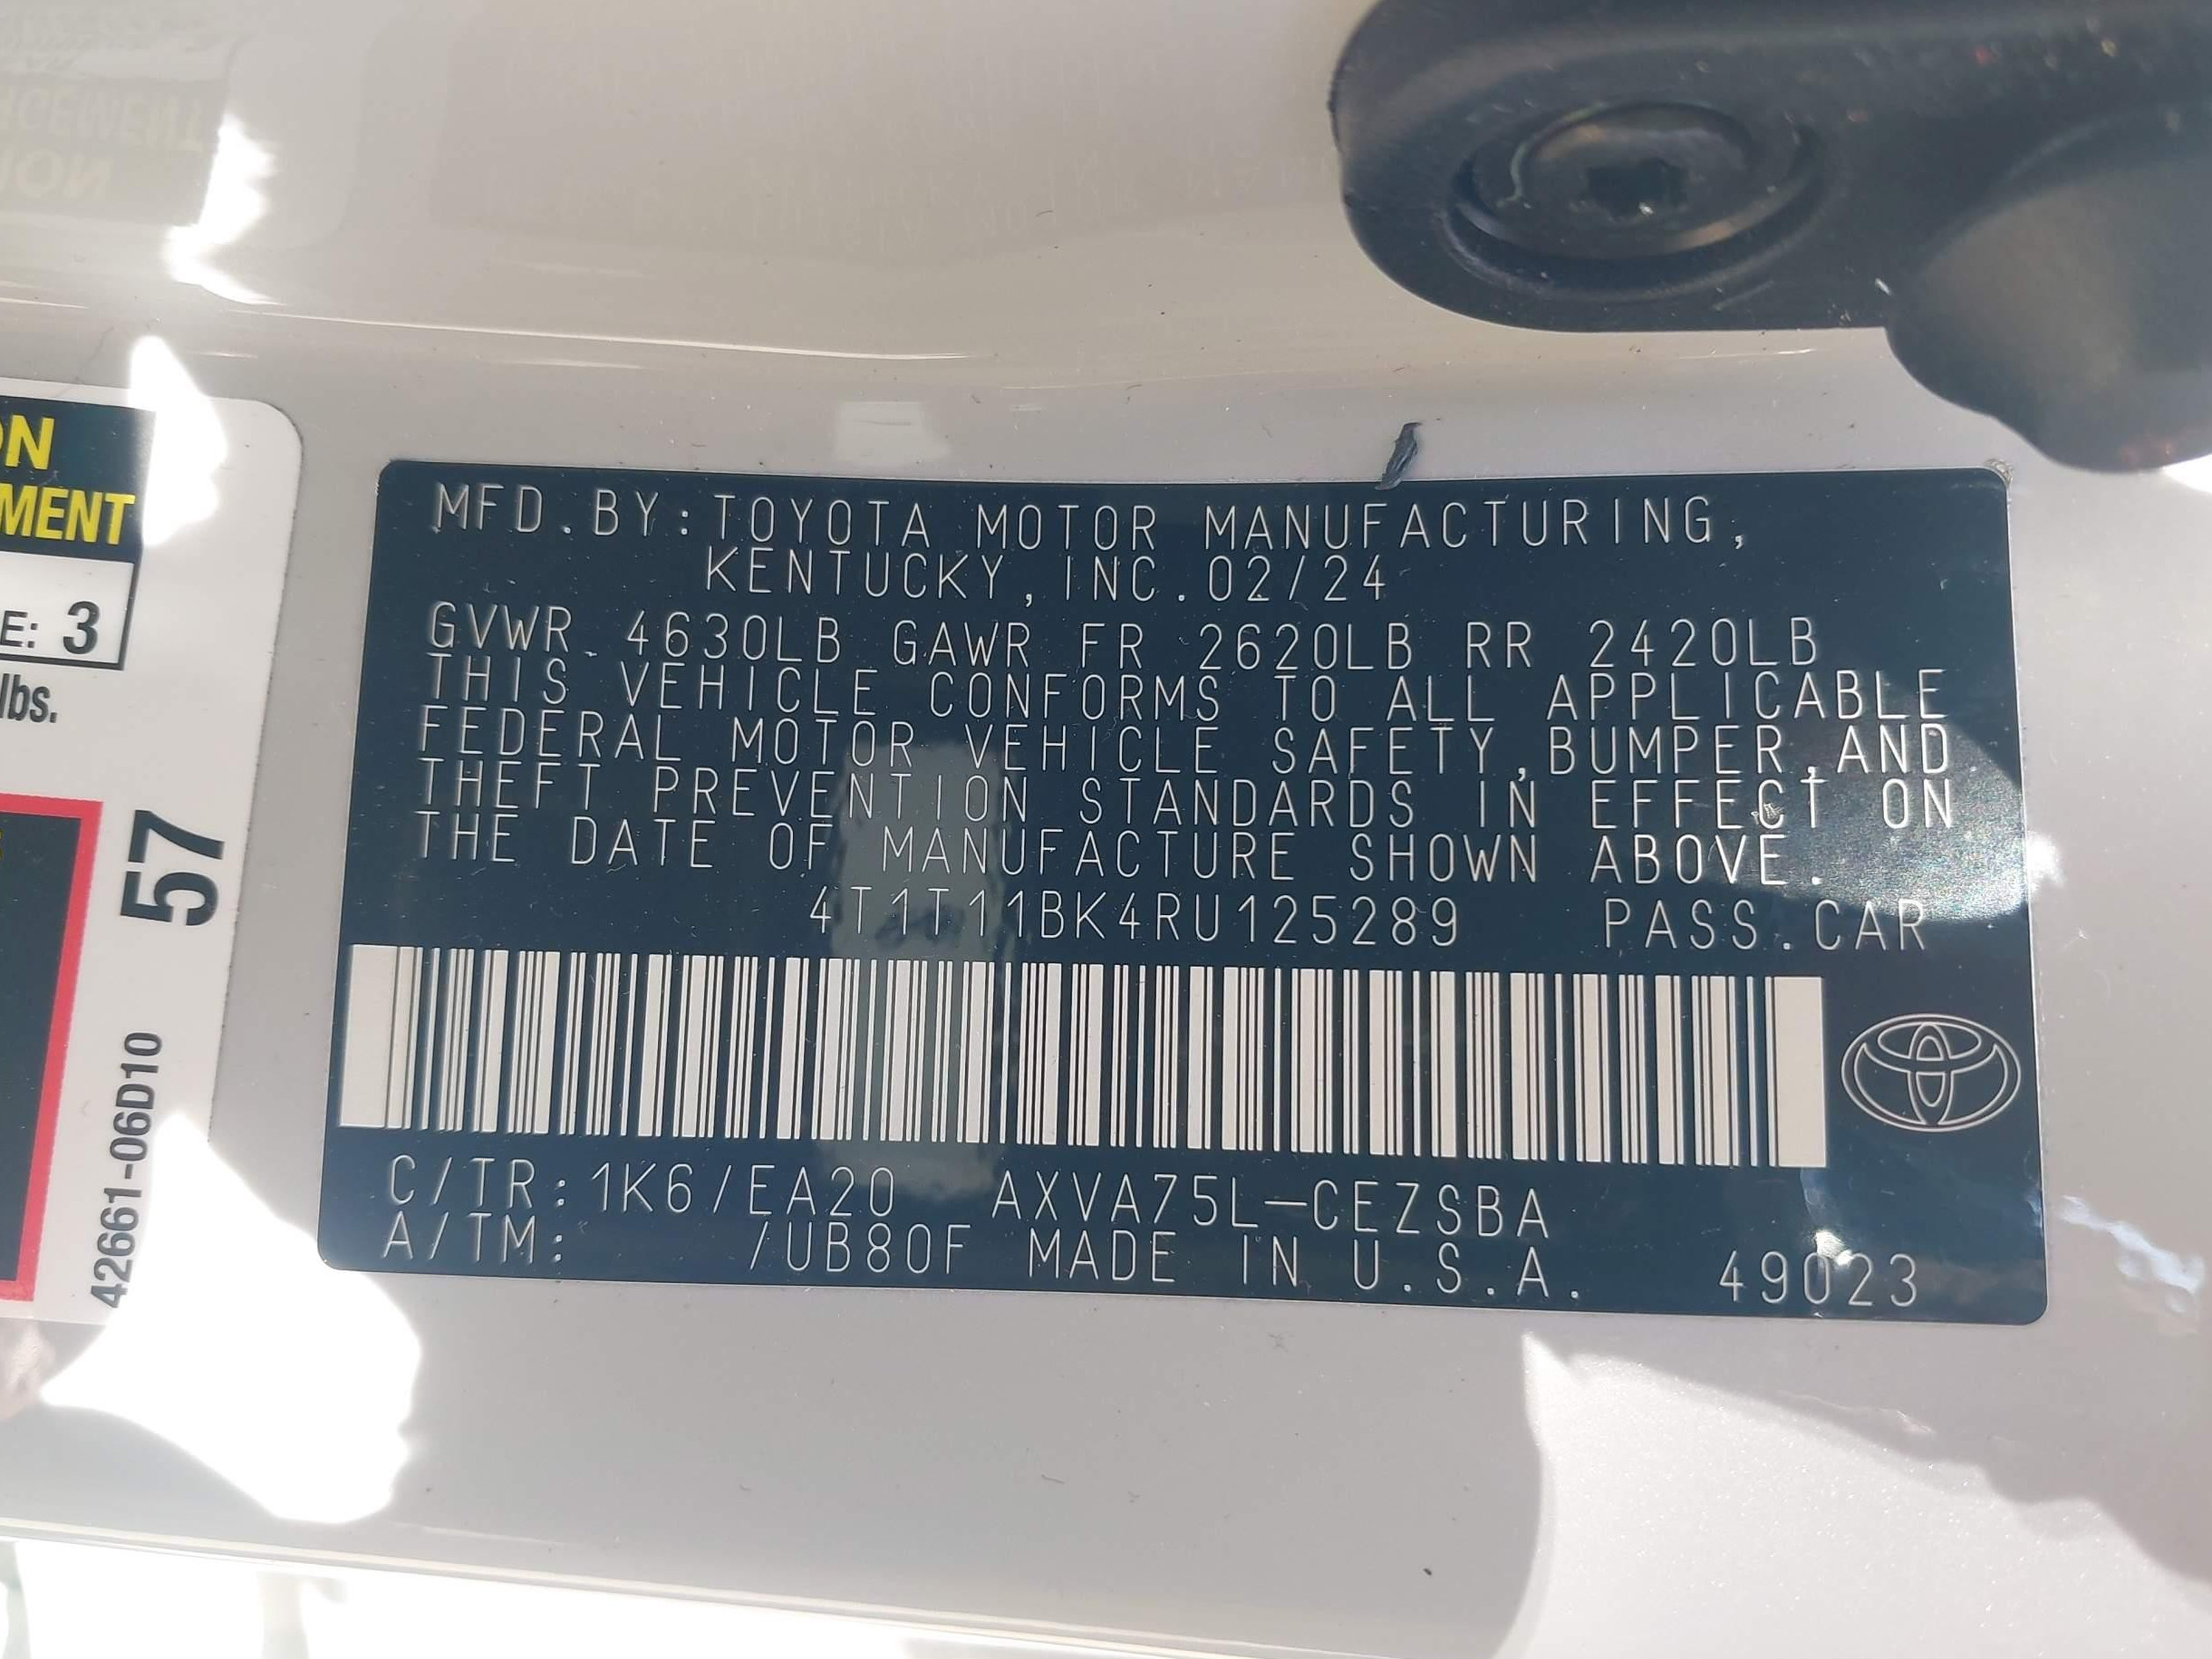 ON
MENT
E: 3
lbs.
57
42661-06D10
MFD.BY:TOYOTA MOTOR MANUFACTURING,
KENTUCKY,INC.02/24
GVWR 4630LB GAWR FR 2620LB RR 2420LB
THIS VEHICLE CONFORMS TO ALL APPLICABLE
FEDERAL MOTOR VEHICLE SAFETY,BUMPER,AND
THEFT PREVENTION STANDARDS IN EFFECT ON
THE DATE OF MANUFACTURE SHOWN ABOVE.
4T1T11BK4RU125289 PASS.CAR
C/TR:1K6/EA20 AXVA75L-CEZSBA
A/TM: /UB80F MADE IN U.S.A. 49023